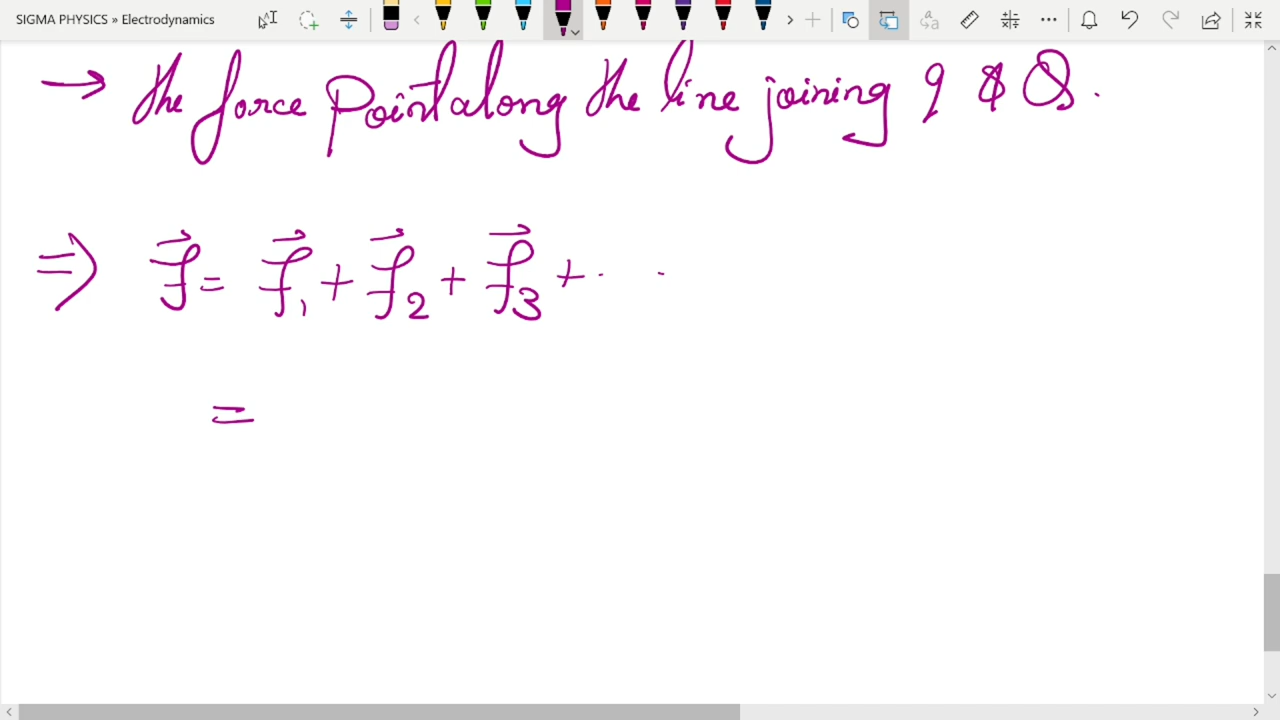 SIGMA PHYSICS » Electrodynamics
→ the force Point along the line joining q & Q.
⇒ F⃗ = F⃗₁ + F⃗₂ + F⃗₃ + . .
=